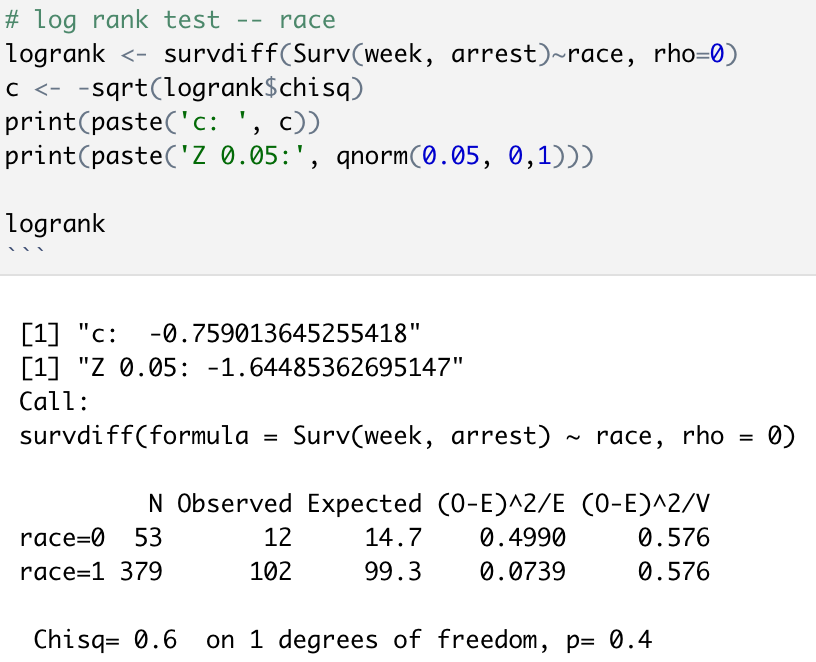 # log rank test -- race
logrank <- survdiff(Surv(week, arrest)~race, rho=0)
c <- -sqrt(logrank$chisq)
print(paste('c: ', c))
print(paste('Z 0.05:', qnorm(0.05, 0,1)))
logrank
```
[1] "c:  -0.759013645255418"
[1] "Z 0.05: -1.64485362695147"
Call:
survdiff(formula = Surv(week, arrest) ~ race, rho = 0)
N Observed Expected (O-E)^2/E (O-E)^2/V
race=0 53 12 14.7 0.4990 0.576
race=1 379 102 99.3 0.0739 0.576
Chisq= 0.6  on 1 degrees of freedom, p= 0.4